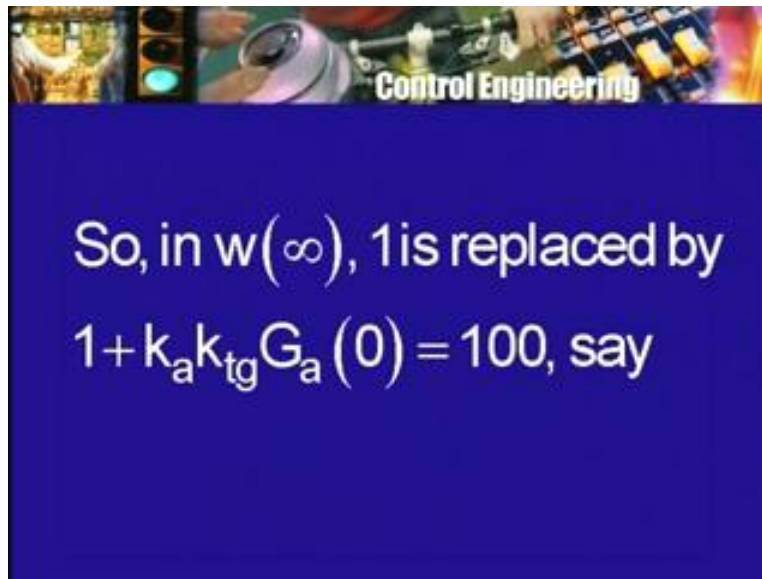 Control Engineering
So, in w(∞), 1 is replaced by
1+kₐkₜgGₐ(0) = 100, say